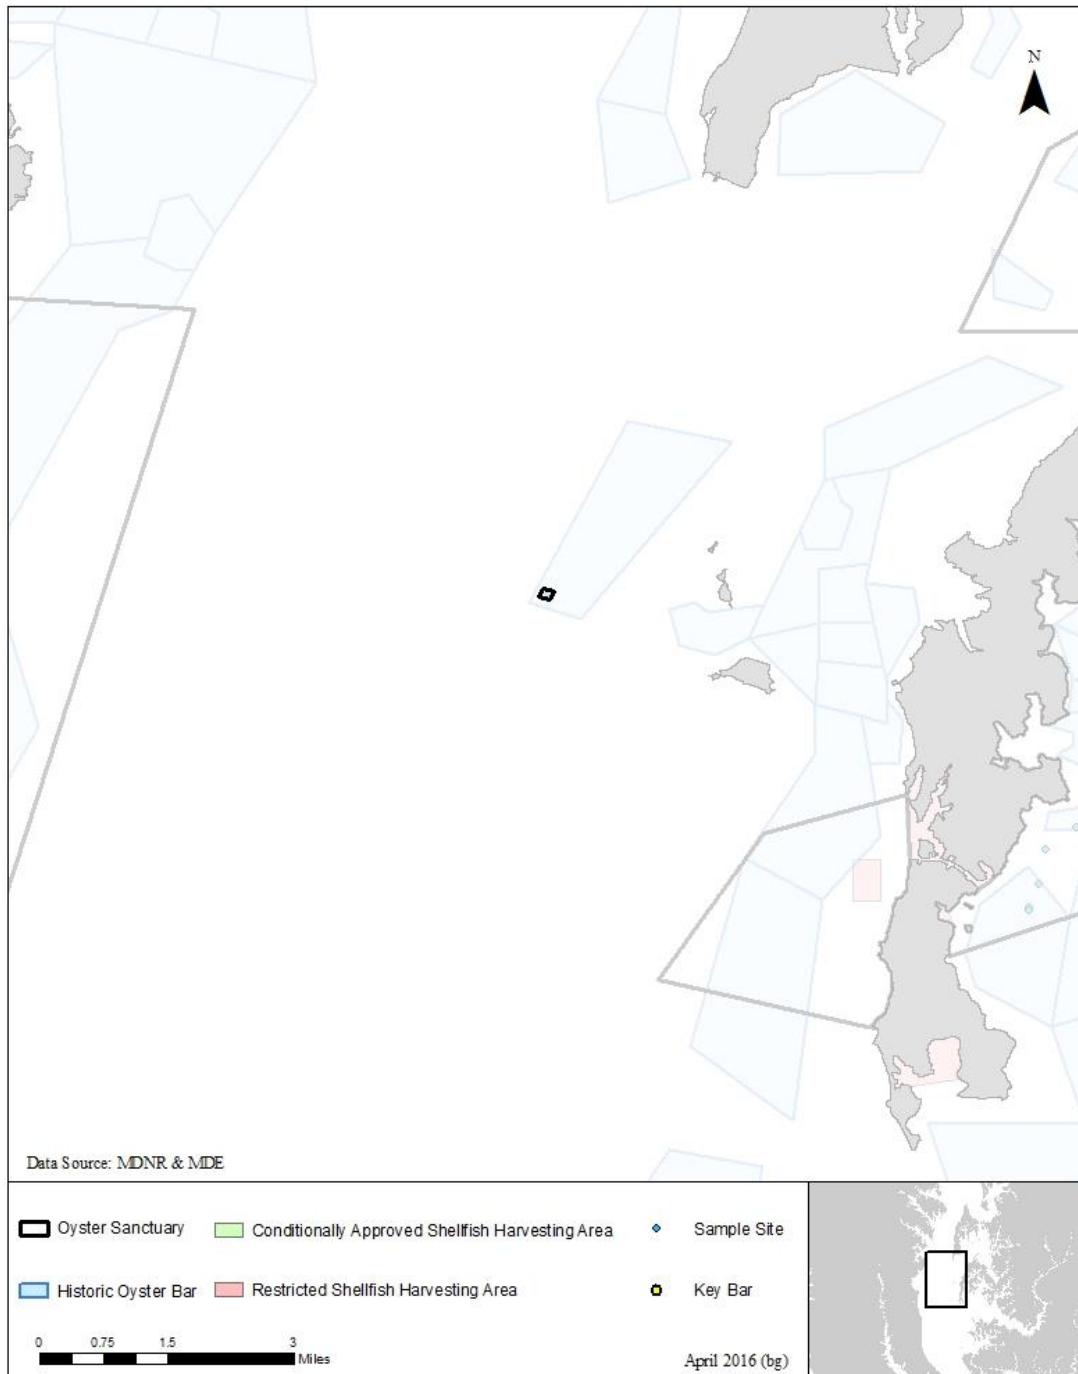 N
Data Source: MDNR & MDE
Oyster Sanctuary
Conditionally Approved Shellfish Harvesting Area
Sample Site
Historic Oyster Bar
Restricted Shellfish Harvesting Area
Key Bar
0 0.75 1.5 3
Miles
April 2016 (bg)